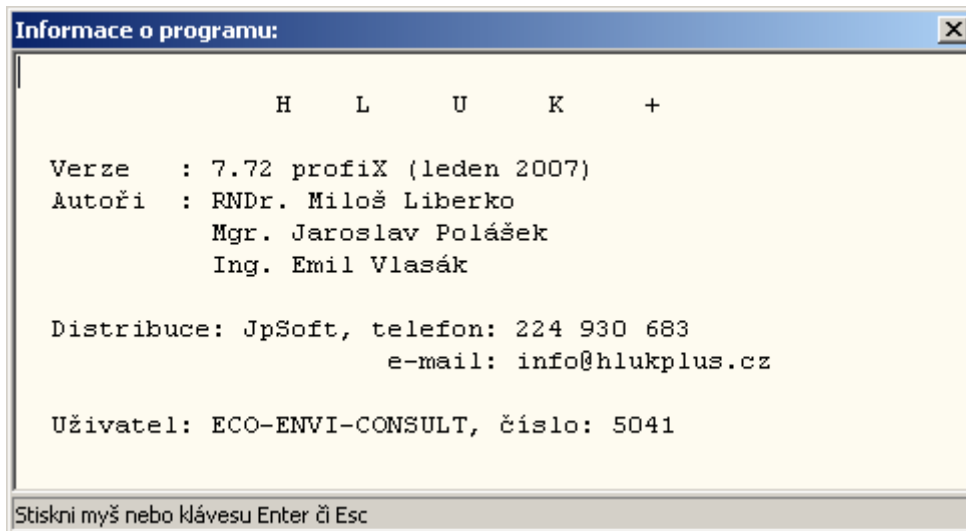 Informace o programu:
H L U K +
Verze : 7.72 profiX (leden 2007)
Autoři : RNDr. Miloš Liberko
Mgr. Jaroslav Polášek
Ing. Emil Vlasák
Distribuce: JpSoft, telefon: 224 930 683
e-mail: info@hlukplus.cz
Uživatel: ECO-ENVI-CONSULT, číslo: 5041
Stiskni myš nebo klávesu Enter či Esc